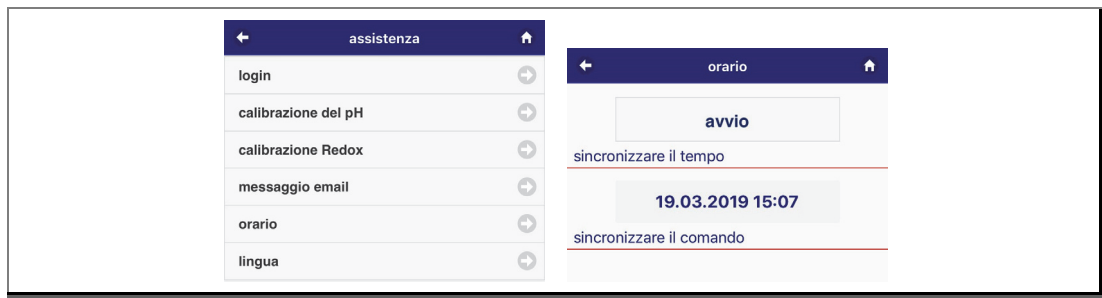 assistenza
login
calibrazione del pH
calibrazione Redox
messaggio email
orario
lingua
orario
avvio
sincronizzare il tempo
19.03.2019 15:07
sincronizzare il comando